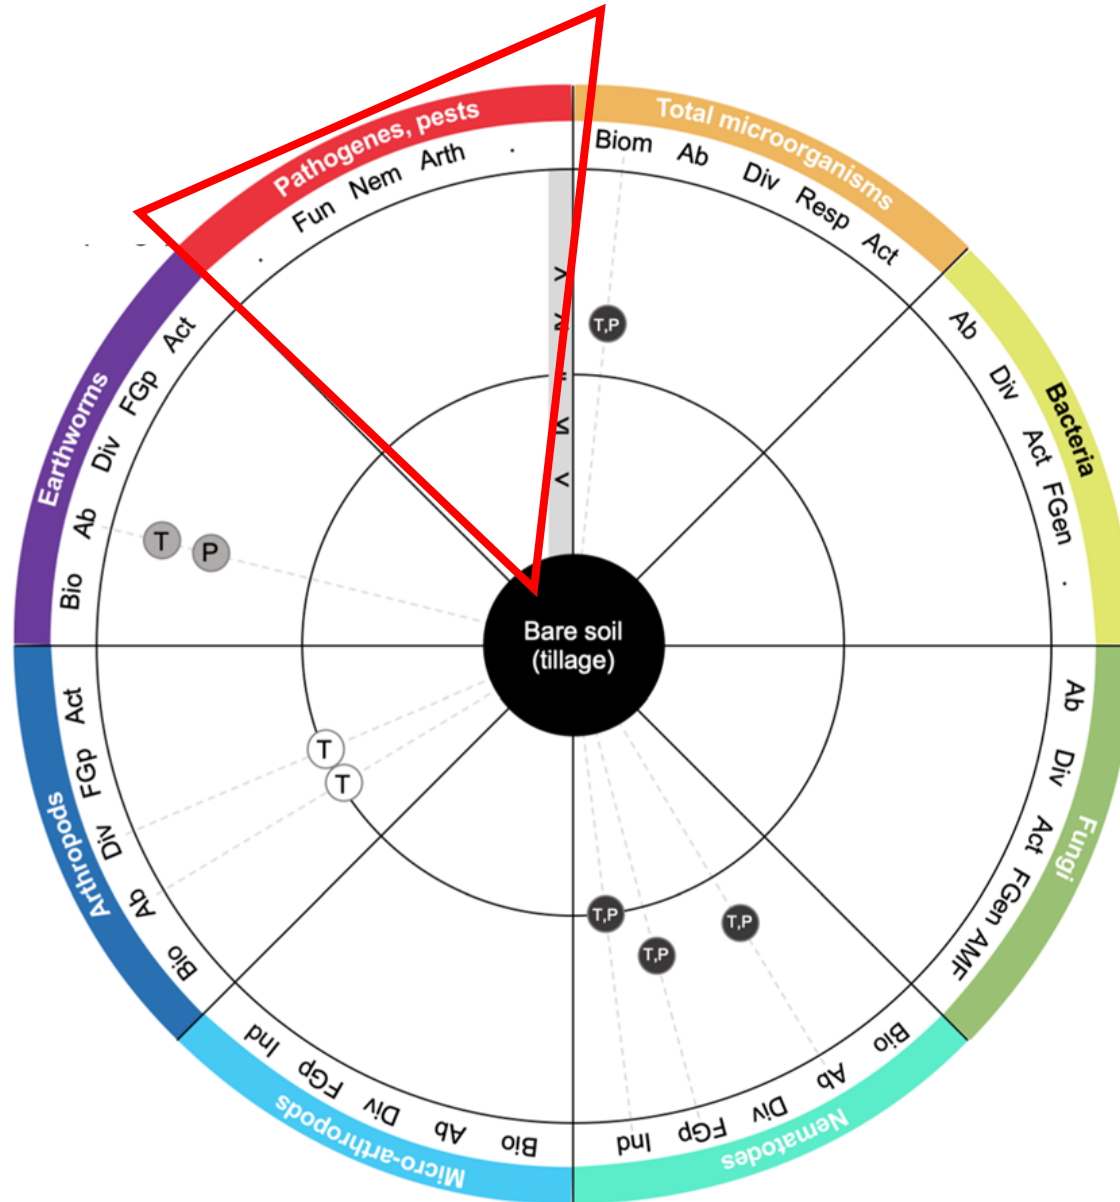 Pathogenes, pests
Fun
Nem
Arth
.
.
Total microorganisms
Biom
Ab
Div
Resp
Act
Bacteria
Ab
Div
Act
FGen
.
Fungi
Ab
Div
Act
FGen
AMF
Nematodes
Bio
Ab
Div
FGp
Ind
Micro-arthropods
Bio
Ab
Div
FGp
Ind
Arthropods
Bio
Ab
Div
FGp
Act
Earthworms
Bio
Ab
Div
FGp
Act
>
≥
=
≤
<
T,P
T
P
T
T
T,P
T,P
T,P
Bare soil
(tillage)